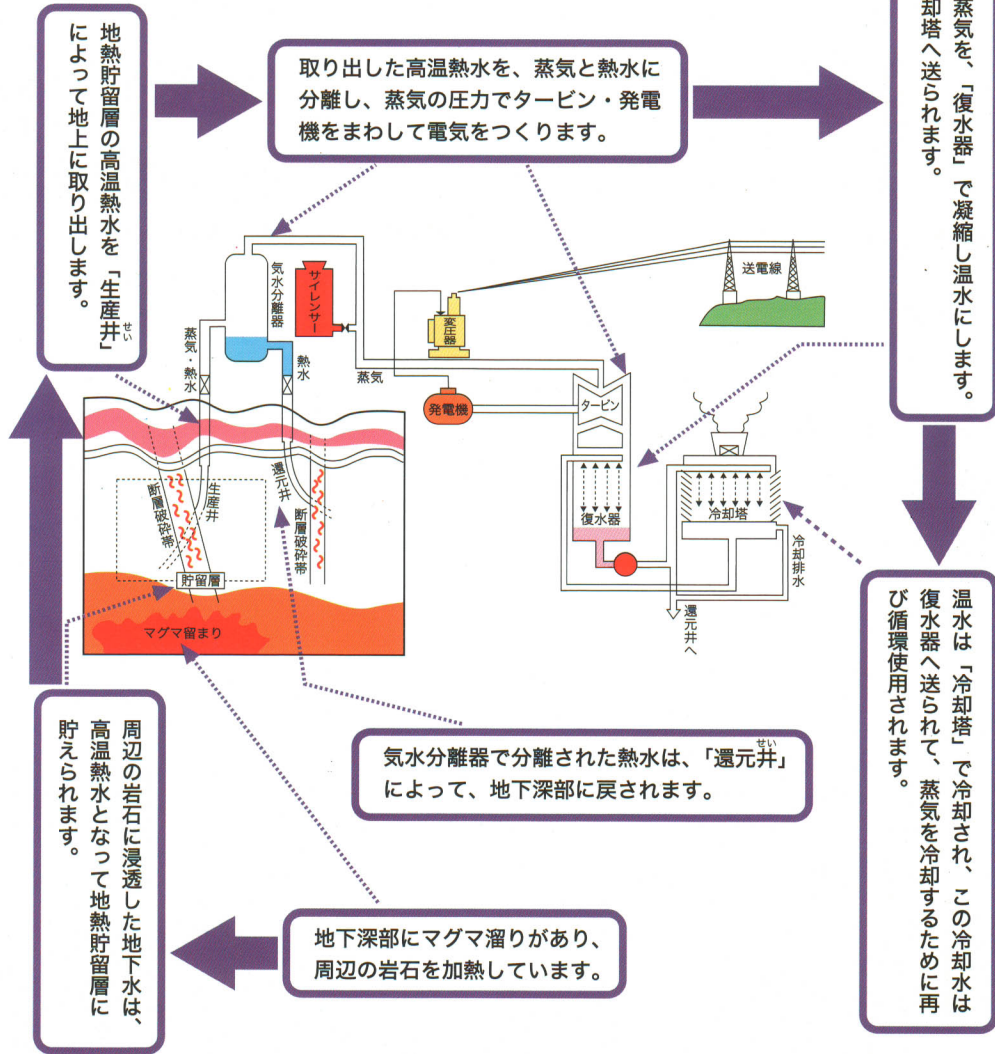 地熱貯留層の高温熱水を「生産井」
せい
によって地上に取り出します。
取り出した高温熱水を、蒸気と熱水に
分離し、蒸気の圧力でタービン・発電
機をまわして電気をつくります。
蒸気を、「復水器」で凝縮し温水にします。
却塔へ送られます。
気水分離器
サイレンサー
蒸気・熱水
熱水
蒸気
変圧器
送電線
発電機
タービン
復水器
冷却塔
冷却排水
還元井へ
断層破砕帯
生産井
還元井
断層破砕帯
貯留層
マグマ留まり
温水は「冷却塔」で冷却され、この冷却水は
復水器へ送られて、蒸気を冷却するために再
び循環使用されます。
せい
気水分離器で分離された熱水は、「還元井」
によって、地下深部に戻されます。
周辺の岩石に浸透した地下水は、
高温熱水となって地熱貯留層に
貯えられます。
地下深部にマグマ溜りがあり、
周辺の岩石を加熱しています。